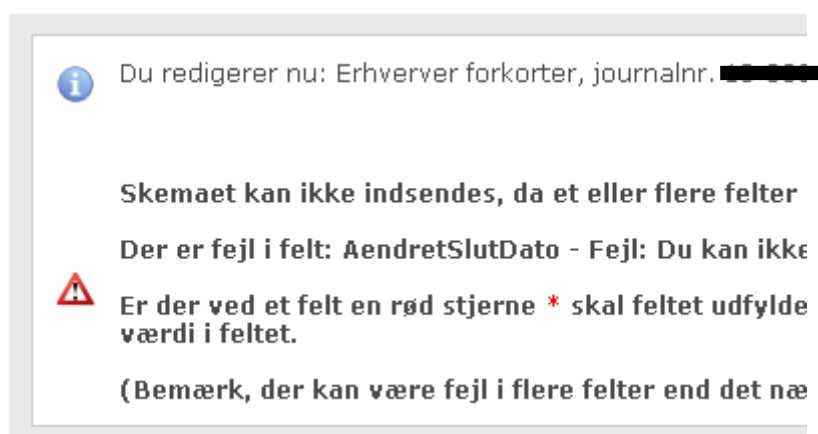 Du redigerer nu: Erhverver forkorter, journalnr.
Skemaet kan ikke indsendes, da et eller flere felter
Der er fejl i felt: AendretSlutDato - Fejl: Du kan ikke
Er der ved et felt en rød stjerne * skal feltet udfylde
værdi i feltet.
(Bemærk, der kan være fejl i flere felter end det næ